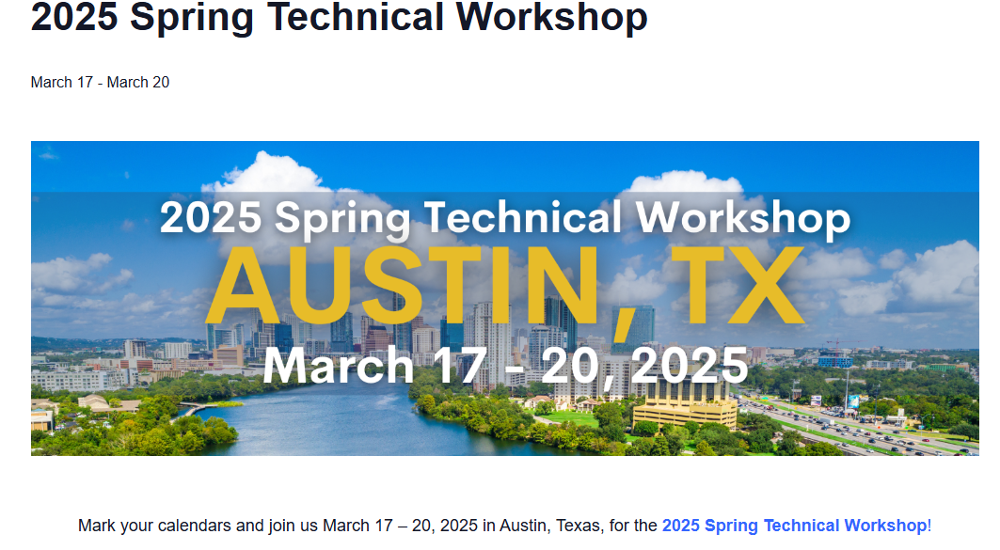 2025 Spring Technical Workshop
March 17 - March 20
2025 Spring Technical Workshop
AUSTIN, TX
March 17 - 20, 2025
Mark your calendars and join us March 17 – 20, 2025 in Austin, Texas, for the 2025 Spring Technical Workshop!